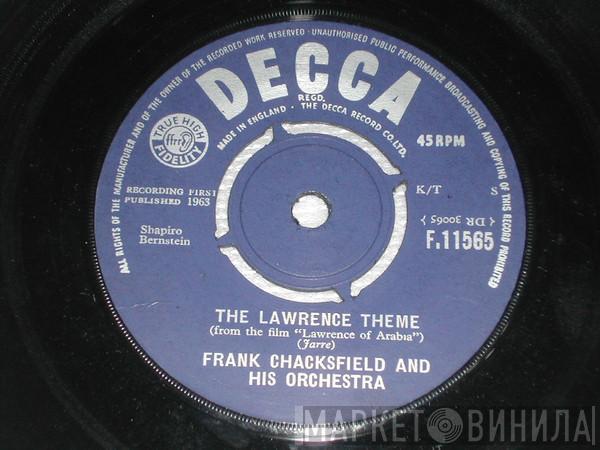 ALL RIGHTS OF THE MANUFACTURER AND OF THE OWNER OF THE RECORDED WORK RESERVED · UNAUTHORISED PUBLIC PERFORMANCE BROADCASTING AND COPYING OF THIS RECORD PROHIBITED
DECCA
REGD.
MADE IN ENGLAND · THE DECCA RECORD CO. LTD.
TRUE HIGH FIDELITY
ffrr
45 RPM
RECORDING FIRST
PUBLISHED 1963
K/T S
(DR 30065)
Shapiro
Bernstein
F.11565
THE LAWRENCE THEME
(from the film "Lawrence of Arabia")
(Jarre)
FRANK CHACKSFIELD AND
HIS ORCHESTRA
МАРКЕТ ВИНИЛА